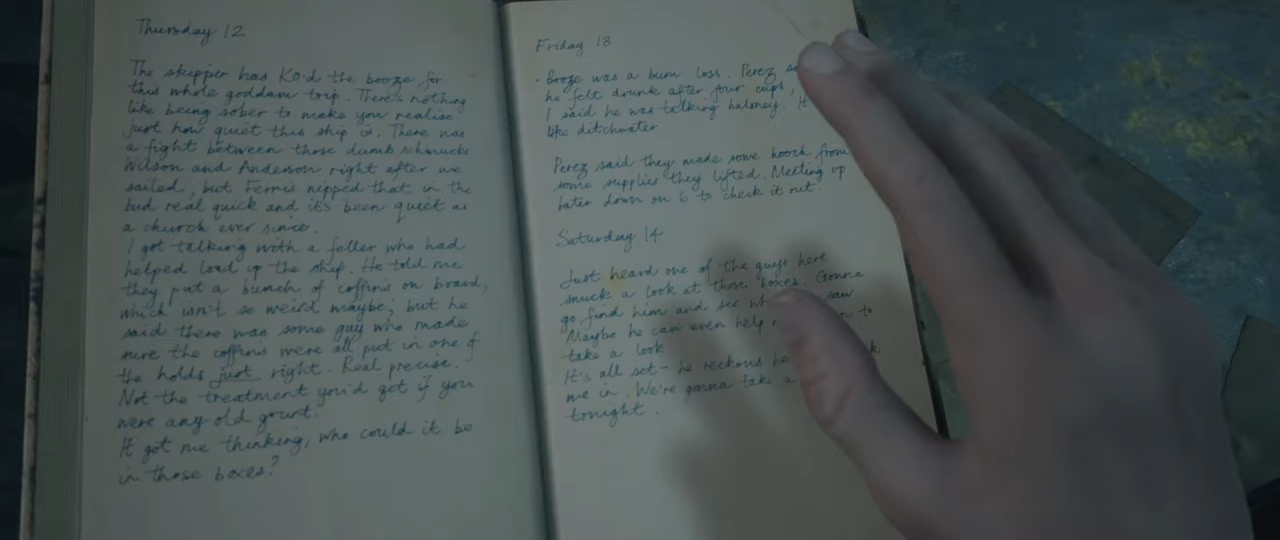 Thursday 12
The skipper has KO'd the booze for
this whole goddam trip. There's nothing
like being sober to make you realise
just how quiet this ship is. There was
a fight between those dumb schmucks
Wilson and Anderson right after we
sailed, but Ferris nipped that in the
bud real quick and it's been quiet as
a church ever since.
I got talking with a feller who had
helped load up the ship. He told me
they put a bunch of coffins on board,
which isn't so weird maybe; but he
said there was some guy who made
sure the coffins were all put in one of
the holds just right. Real precise.
Not the treatment you'd get if you
were any old grunt.
It got me thinking, who could it be
in those boxes?
Friday 13
Booze was a bum loss. Perez
he felt drunk after four cups,
I said he was talking baloney. It
like ditchwater
Perez said they made some hooch from
some supplies they lifted. Meeting up
later down on 6 to check it out.
Saturday 14
Just heard one of the guys here
snuck a look at those boxes. Gonna
go find him and see saw
Maybe he can even help to
take a look
It's all set - he reckons he
me in. We're gonna take a
tonight.